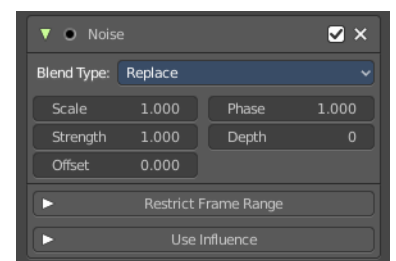 Noise
Blend Type: Replace
Scale 1.000 Phase 1.000
Strength 1.000 Depth 0
Offset 0.000
Restrict Frame Range
Use Influence